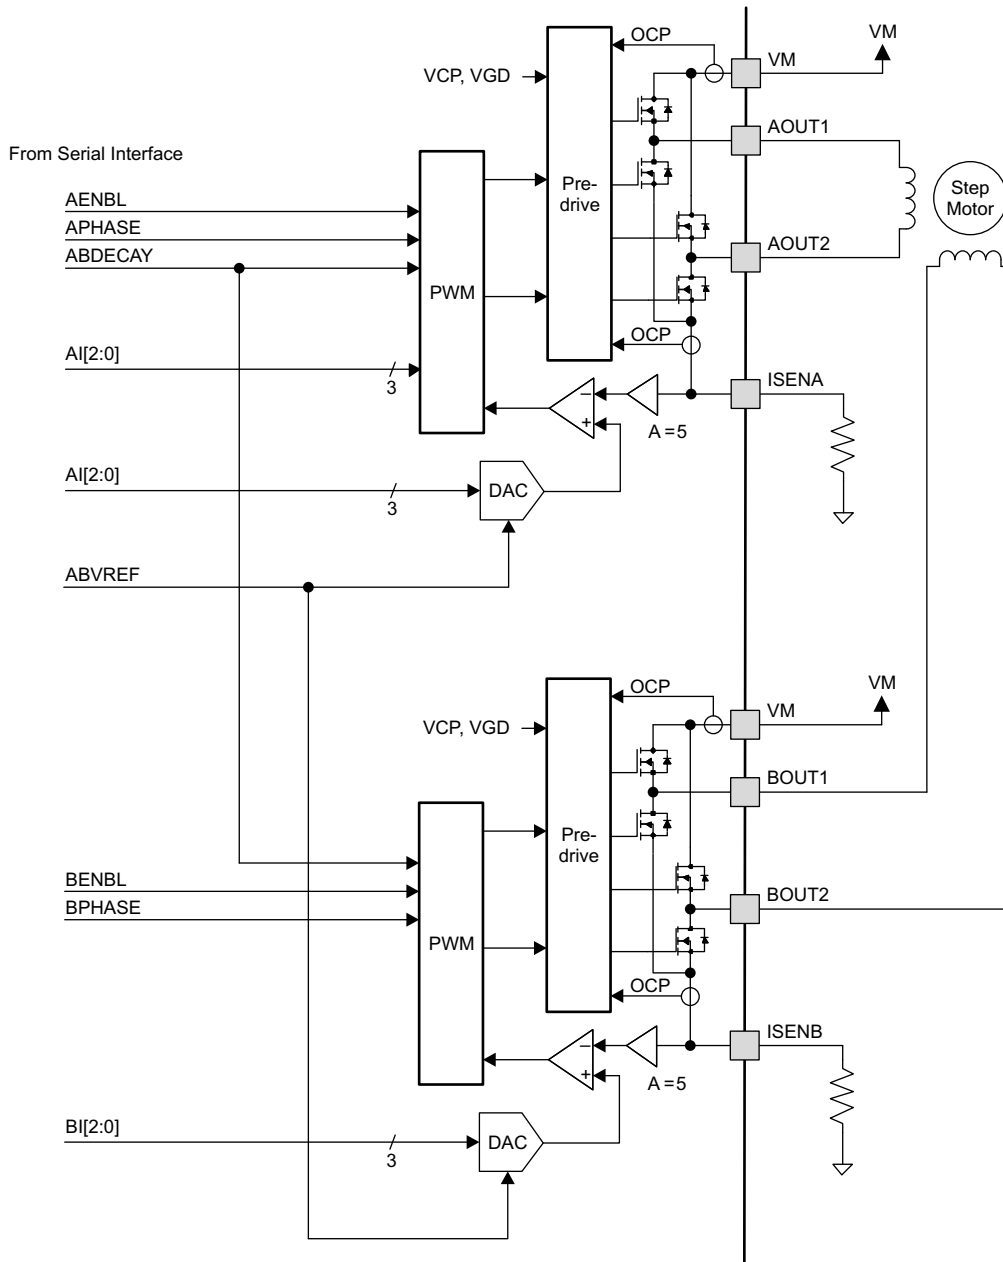 OCP
VM
VM
VCP, VGD
AOUT1
From Serial Interface
Step
Motor
Pre-
drive
AENBL
APHASE
ABDECAY
AOUT2
PWM
OCP
AI[2:0]
3
ISENA
−
+
A=5
AI[2:0]
3
DAC
ABVREF
OCP
VM
VM
VCP, VGD
BOUT1
Pre-
drive
BENBL
BPHASE
BOUT2
PWM
OCP
ISENB
−
+
A=5
BI[2:0]
3
DAC